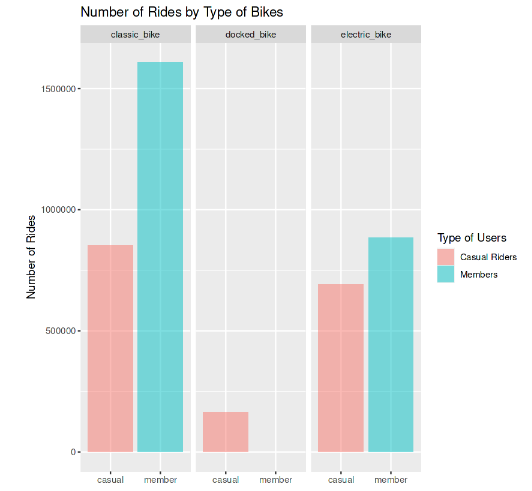 Number of Rides by Type of Bikes
classic_bike docked_bike electric_bike
1500000
1000000
500000
0
Number of Rides
casual member casual member casual member
Type of Users
Casual Riders
Members